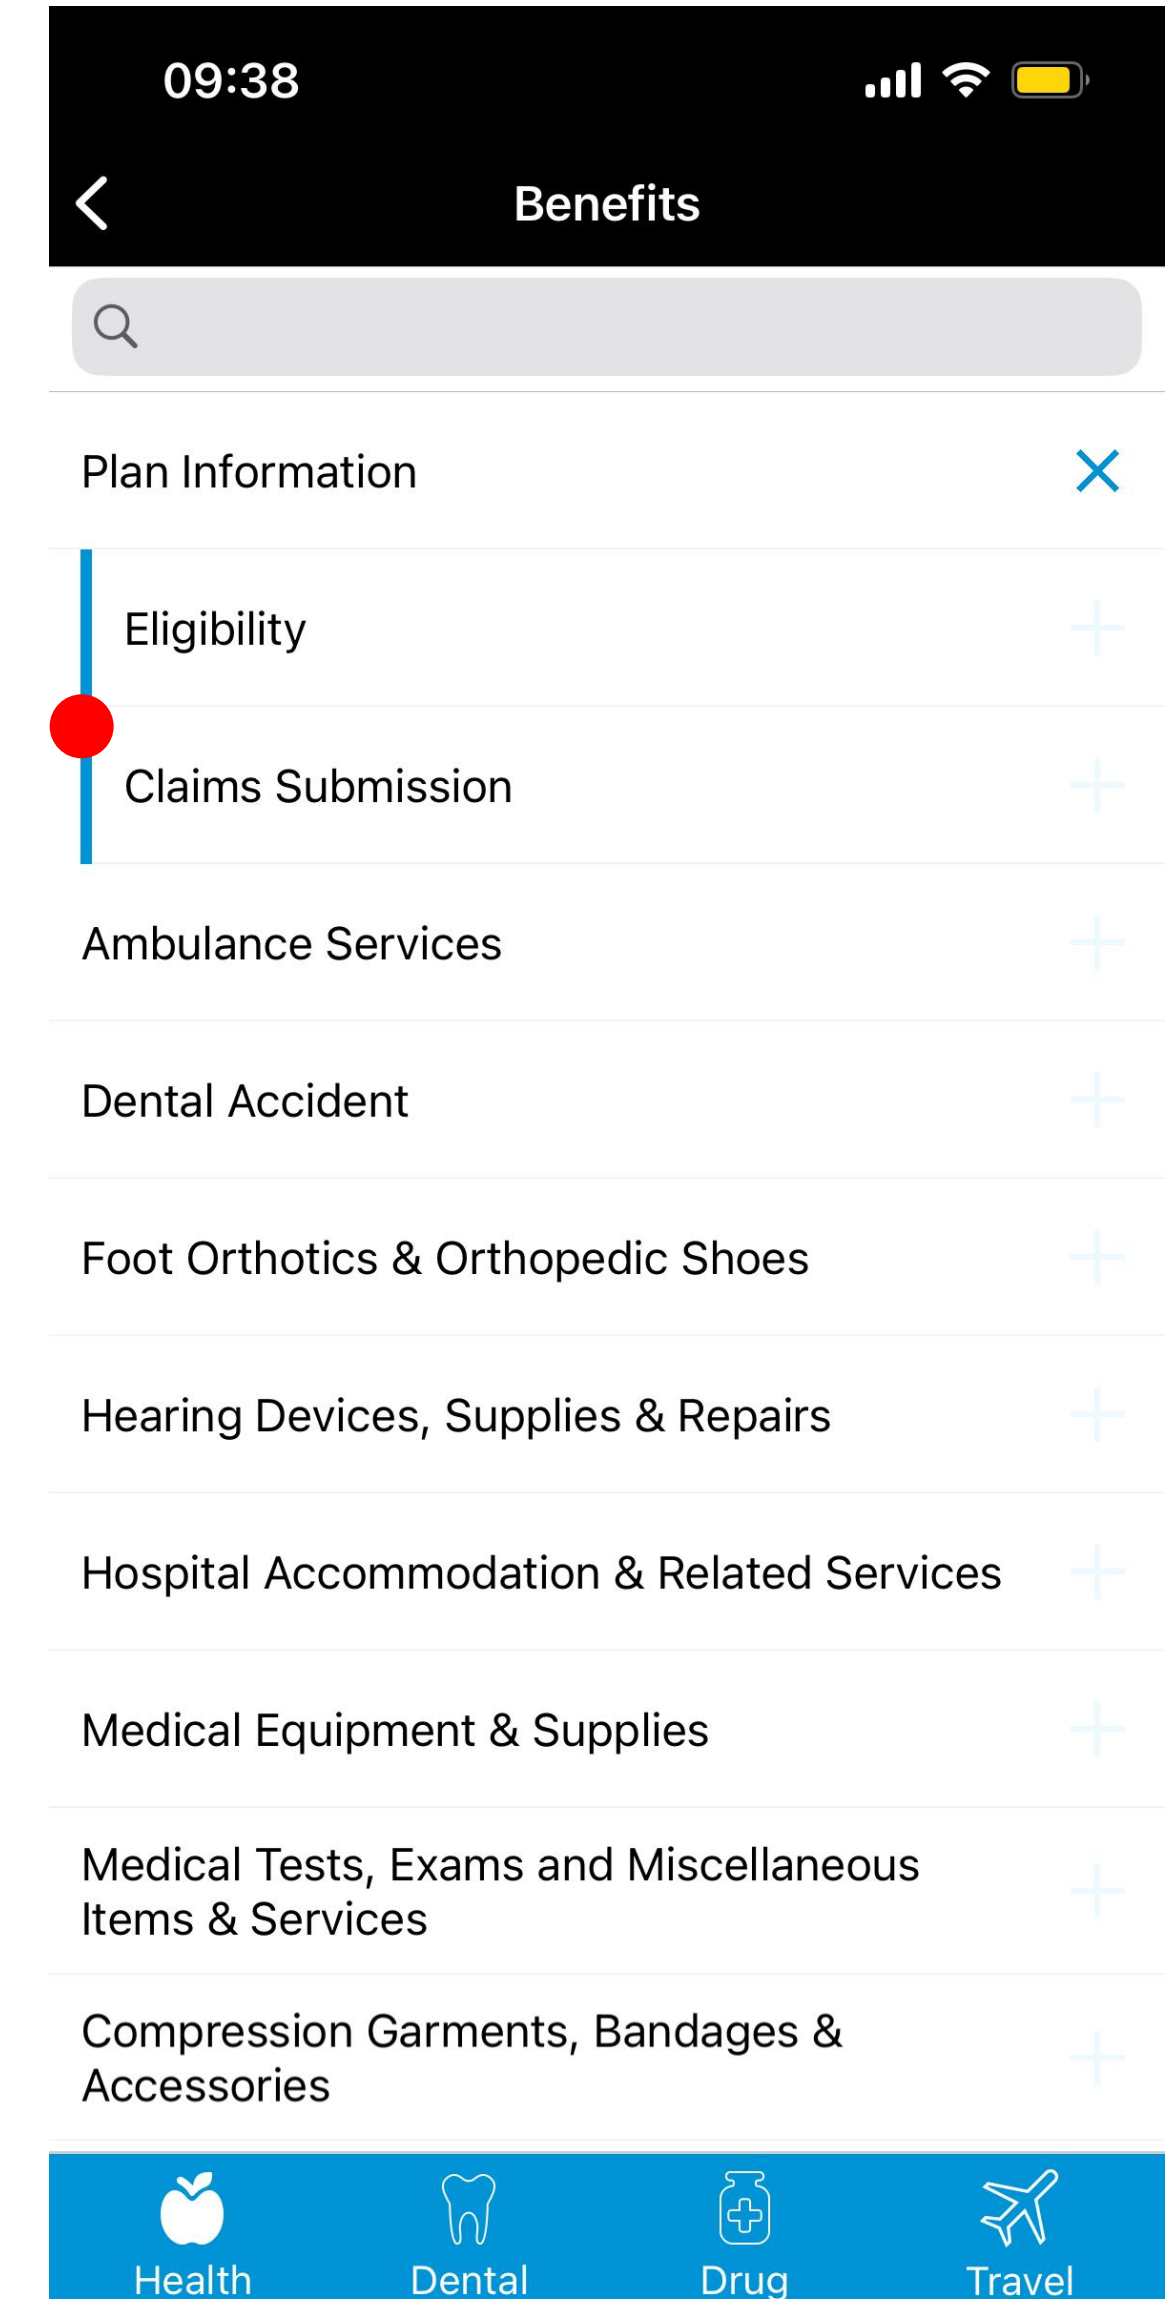 09:38
Benefits
Plan Information
Eligibility
Claims Submission
Ambulance Services
Dental Accident
Foot Orthotics & Orthopedic Shoes
Hearing Devices, Supplies & Repairs
Hospital Accommodation & Related Services
Medical Equipment & Supplies
Medical Tests, Exams and Miscellaneous
Items & Services
Compression Garments, Bandages &
Accessories
Health Dental Drug Travel